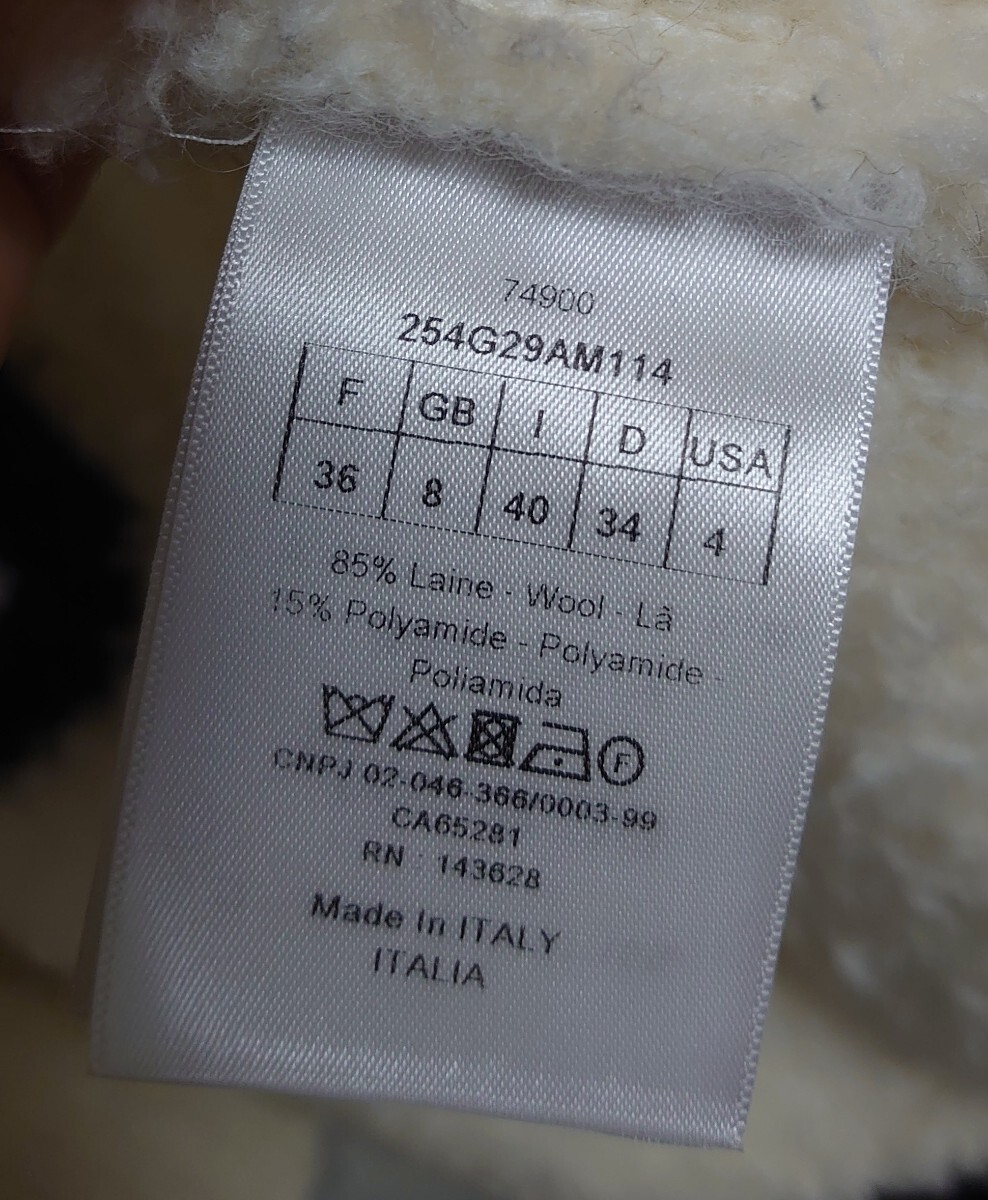 74900
254G29AM114
F GB I D USA
36 8 40 34 4
85% Laine - Wool - Lã
15% Polyamide - Polyamide -
Poliamida
F
CNPJ 02-046-366/0003-99
CA65281
RN : 143628
Made In ITALY
ITALIA